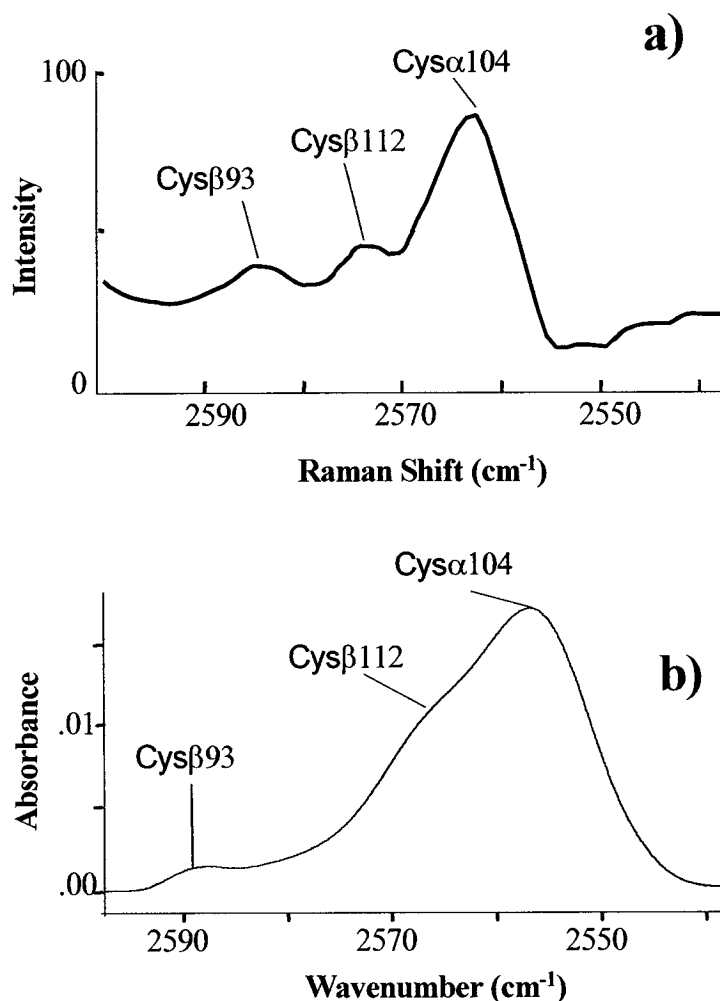 a)
100
Cysα104
Cysβ112
Cysβ93
Intensity
0
2590
2570
2550
Raman Shift (cm⁻¹)
Cysα104
Cysβ112
b)
Cysβ93
Absorbance
.01
.00
2590
2570
2550
Wavenumber (cm⁻¹)